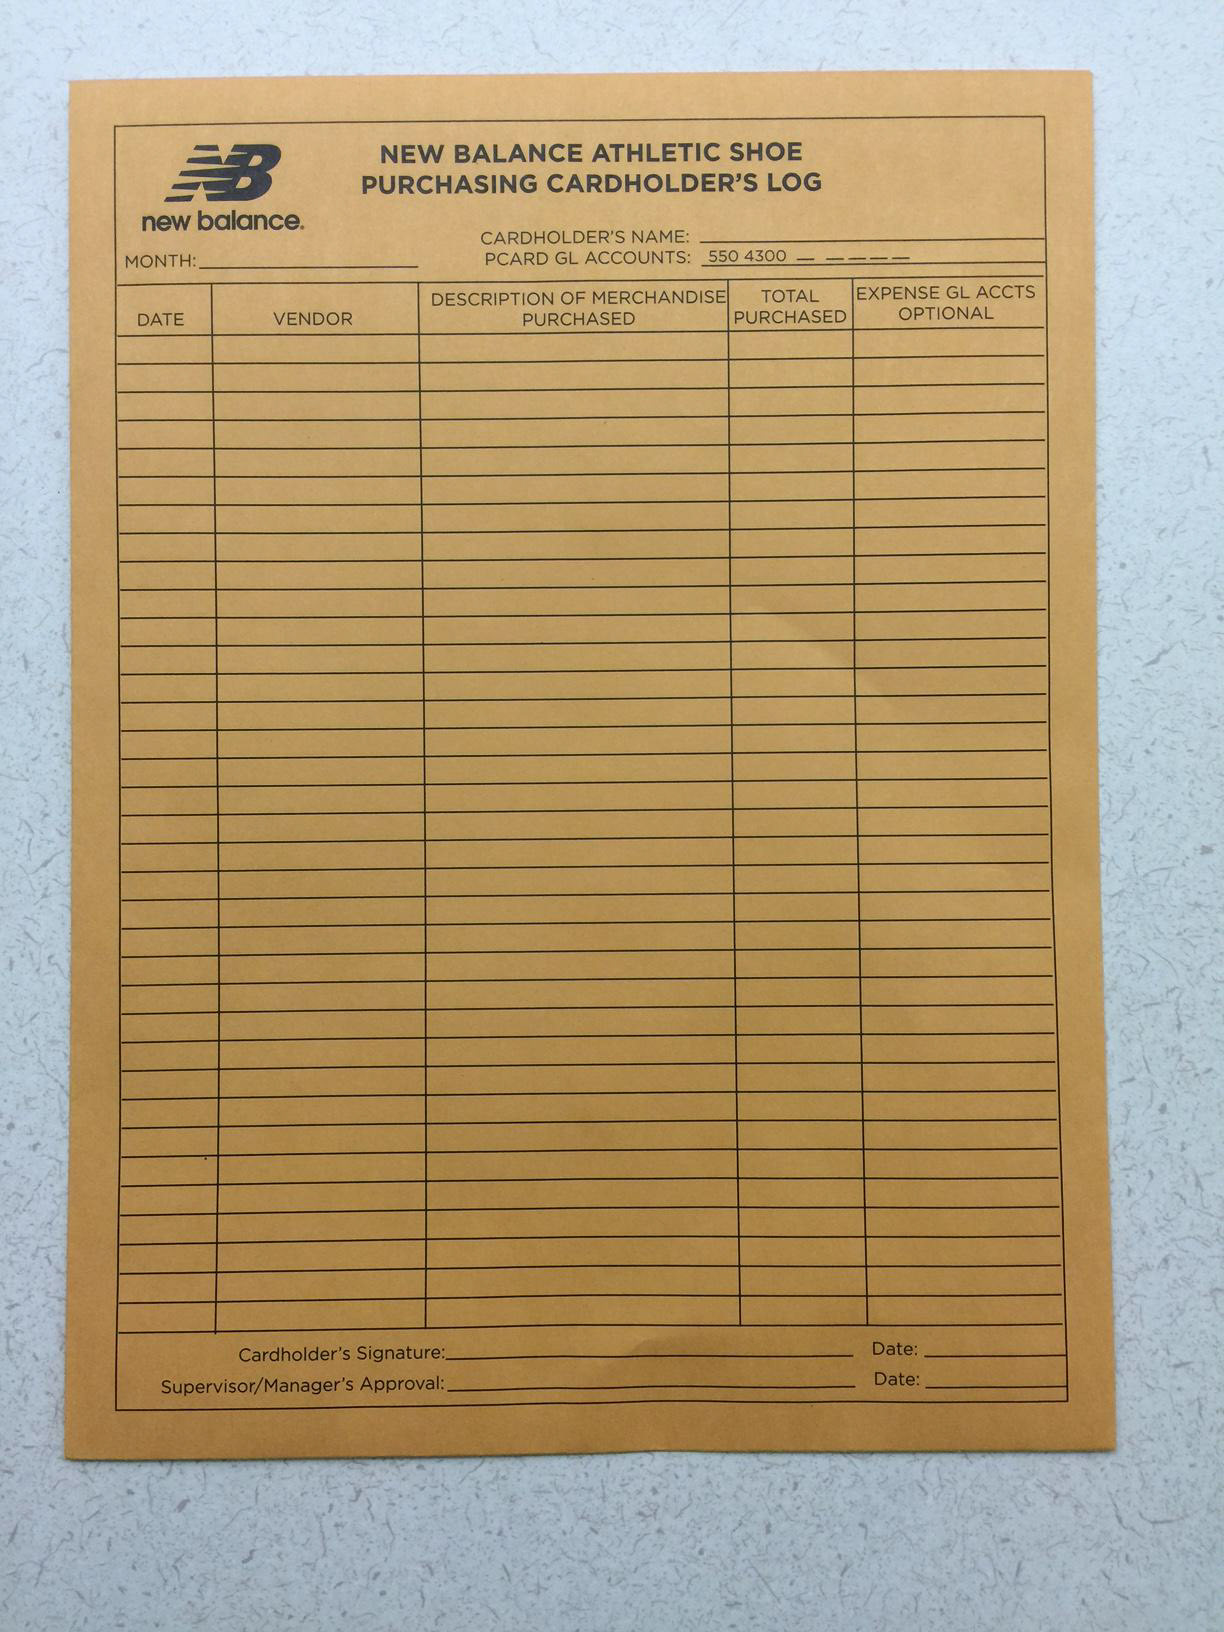 NB
new balance.
NEW BALANCE ATHLETIC SHOE
PURCHASING CARDHOLDER'S LOG
CARDHOLDER'S NAME:
MONTH:
PCARD GL ACCOUNTS: 550 4300 — — — — —
DATE
VENDOR
DESCRIPTION OF MERCHANDISE
PURCHASED
TOTAL
PURCHASED
EXPENSE GL ACCTS
OPTIONAL
Cardholder's Signature: Date:
Supervisor/Manager's Approval: Date: